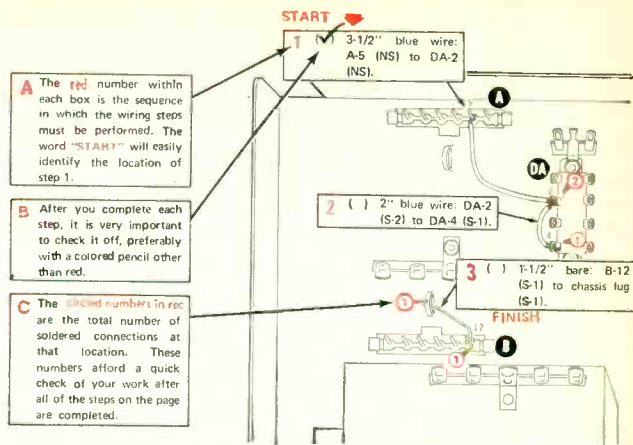 START
1 (✓) 3-1/2" blue wire:
A-5 (NS) to DA-2
(NS).
A The red number within
each box is the sequence
in which the wiring steps
must be performed. The
word "START" will easily
identify the location of
step 1.
B After you complete each
step, it is very important
to check it off, preferably
with a colored pencil other
than red.
C The circled numbers in red
are the total number of
soldered connections at
that location. These
numbers afford a quick
check of your work after
all of the steps on the page
are completed.
A
DA
2
2 ( ) 2" blue wire: DA-2
(S-2) to DA-4 (S-1).
1
3 ( ) 1-1/2" bare: B-12
(S-1) to chassis lug
(S-1).
FINISH
12
B
1